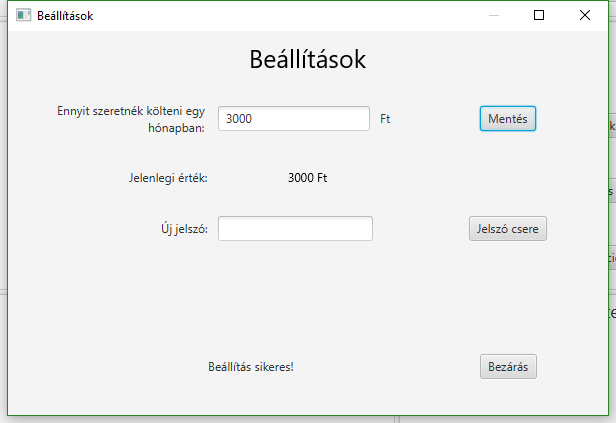 Beállítások
Beállítások
Ennyit szeretnék költeni egy
hónapban:
3000
Ft
Mentés
Jelenlegi érték:
3000 Ft
Új jelszó:
Jelszó csere
Beállítás sikeres!
Bezárás